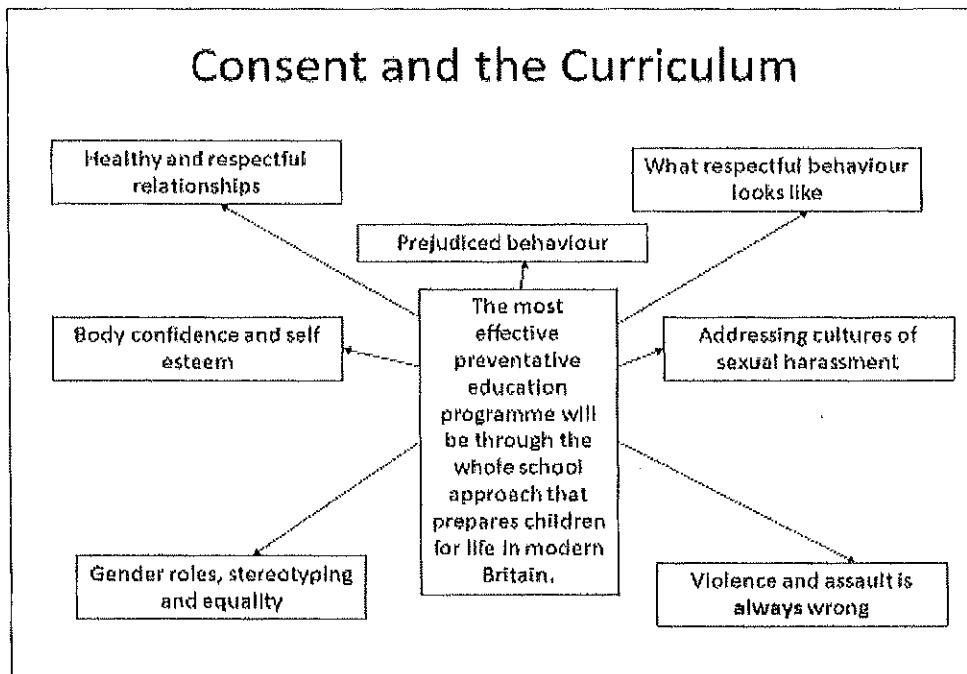 Consent and the Curriculum
Healthy and respectful
relationships
What respectful behaviour
looks like
Prejudiced behaviour
The most
effective
preventative
education
programme will
be through the
whole school
approach that
prepares children
for life in modern
Britain.
Body confidence and self
esteem
Addressing cultures of
sexual harassment
Gender roles, stereotyping
and equality
Violence and assault is
always wrong